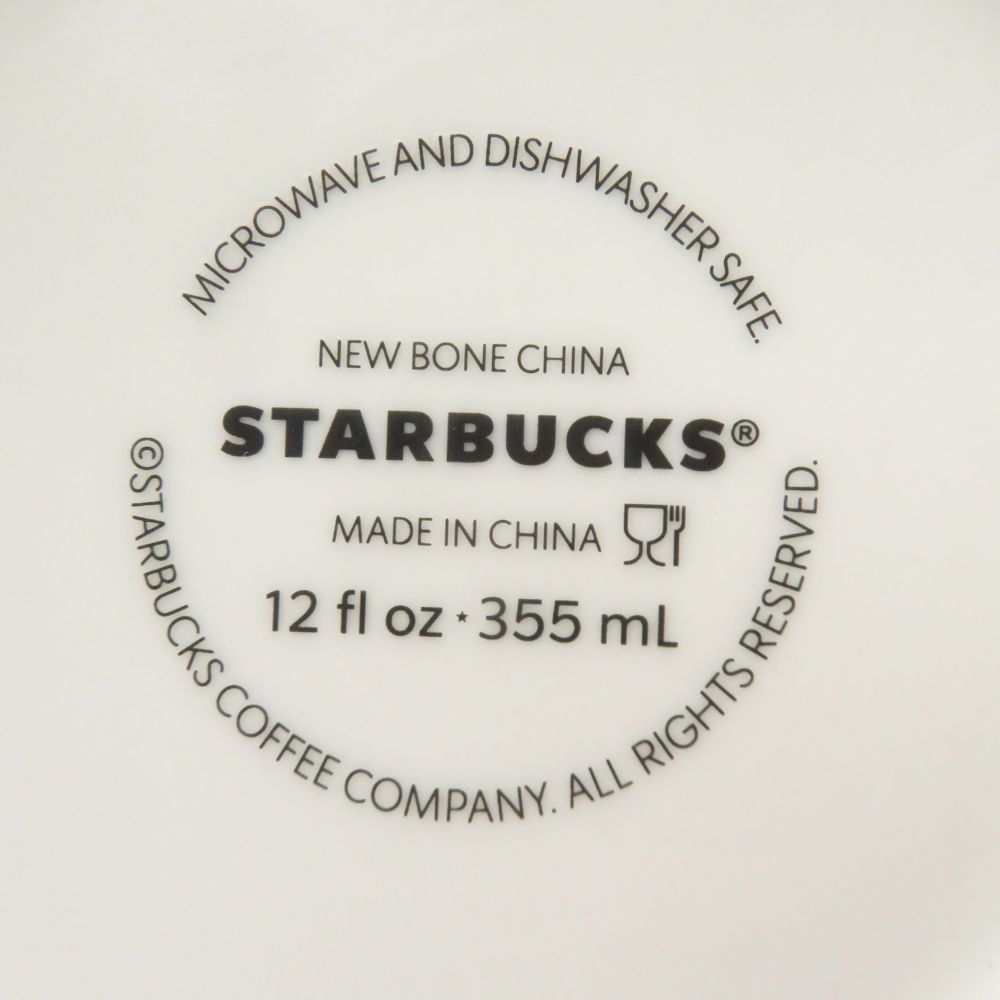 MICROWAVE AND DISHWASHER SAFE.
NEW BONE CHINA
STARBUCKS®
MADE IN CHINA
12 fl oz ⋆ 355 mL
©STARBUCKS COFFEE COMPANY. ALL RIGHTS RESERVED.